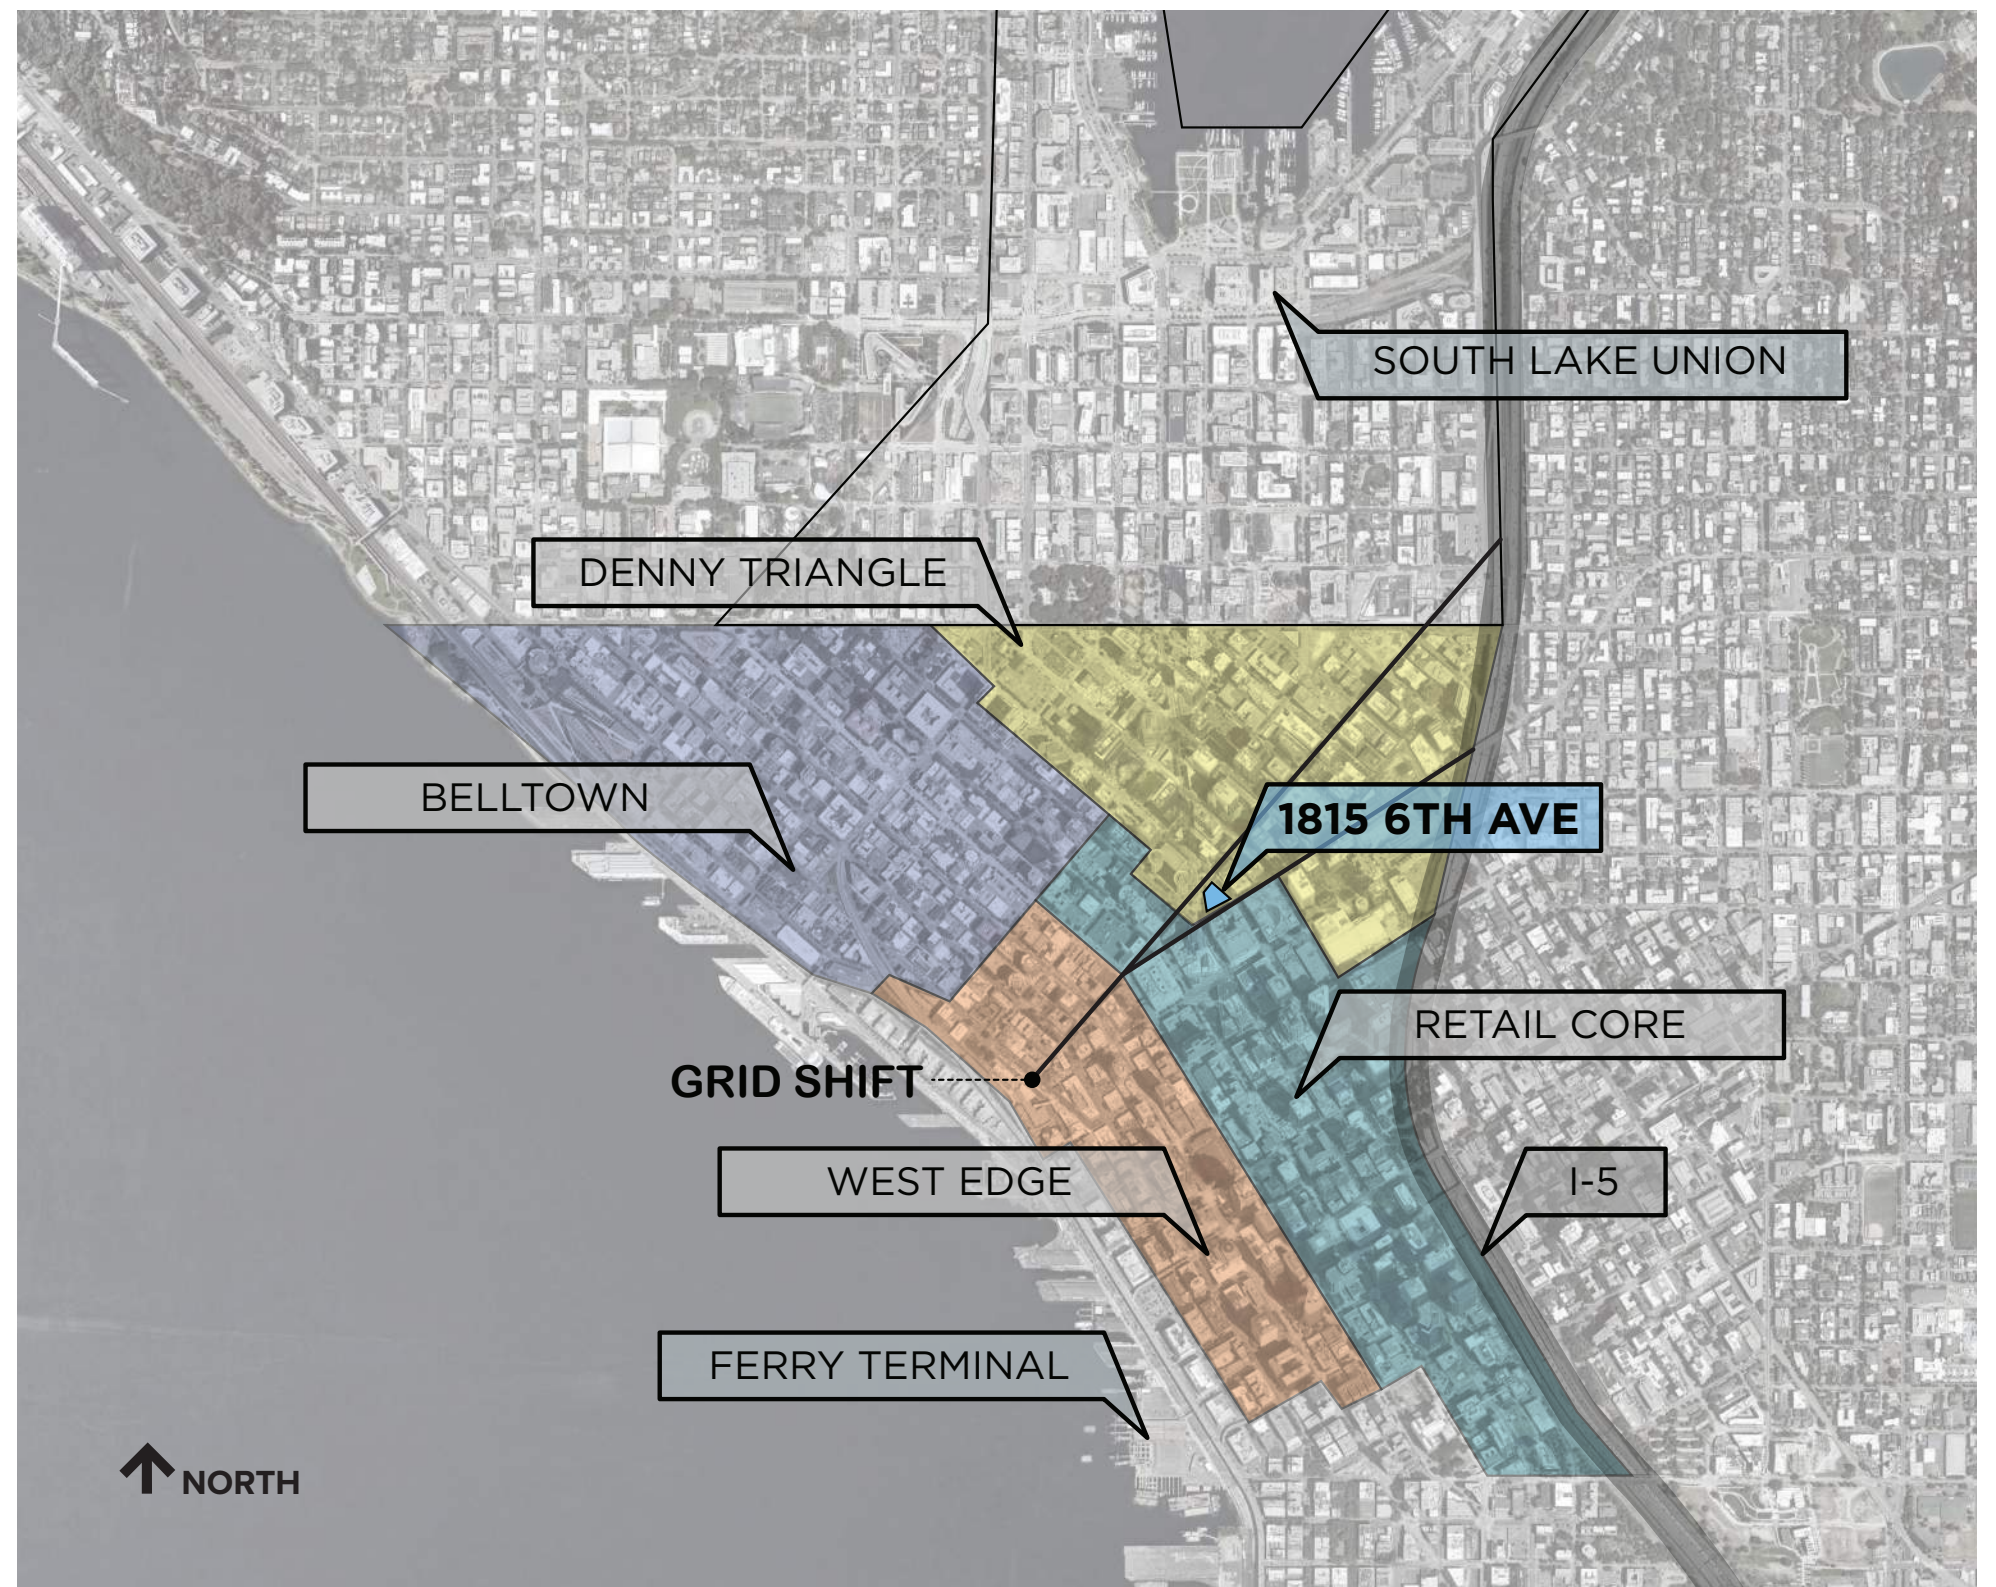 SOUTH LAKE UNION
DENNY TRIANGLE
BELLTOWN
1815 6TH AVE
RETAIL CORE
GRID SHIFT
WEST EDGE
I-5
FERRY TERMINAL
NORTH